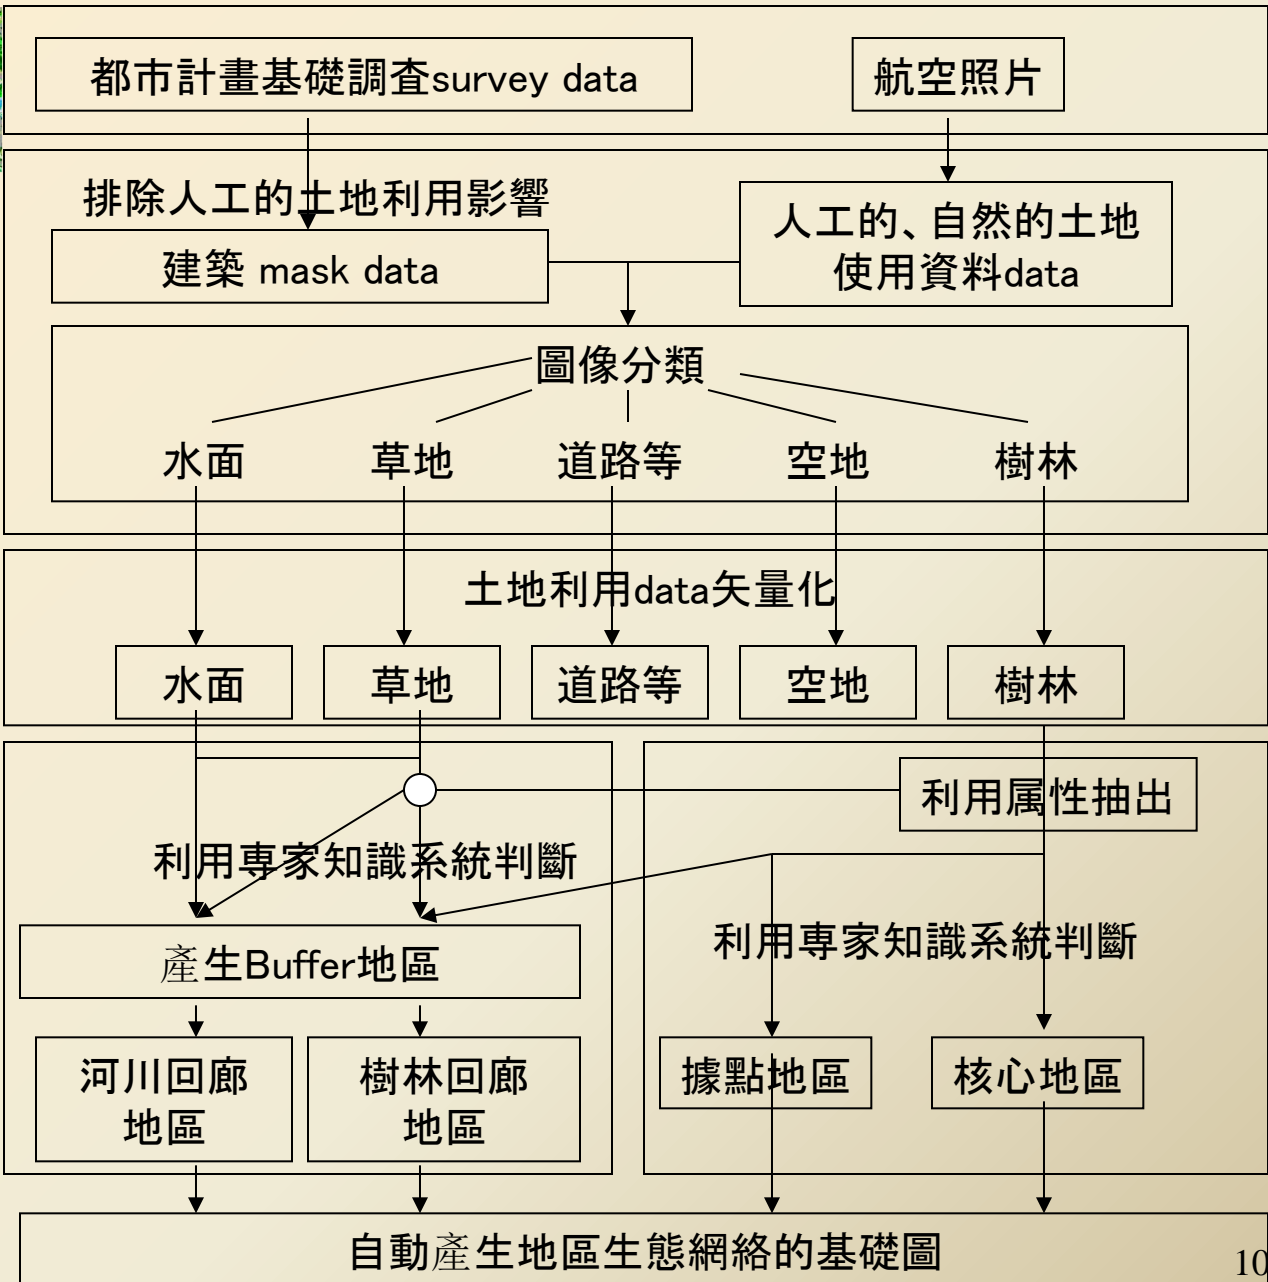 都市計畫基礎調查survey data
航空照片
排除人工的土地利用影響
人工的、自然的土地
使用資料data
建築 mask data
圖像分類
水面
草地
道路等
空地
樹林
土地利用data矢量化
水面
草地
道路等
空地
樹林
利用属性抽出
利用専家知識系統判斷
利用専家知識系統判斷
產生Buffer地區
河川回廊
地區
樹林回廊
地區
據點地區
核心地區
自動產生地區生態網絡的基礎圖
10